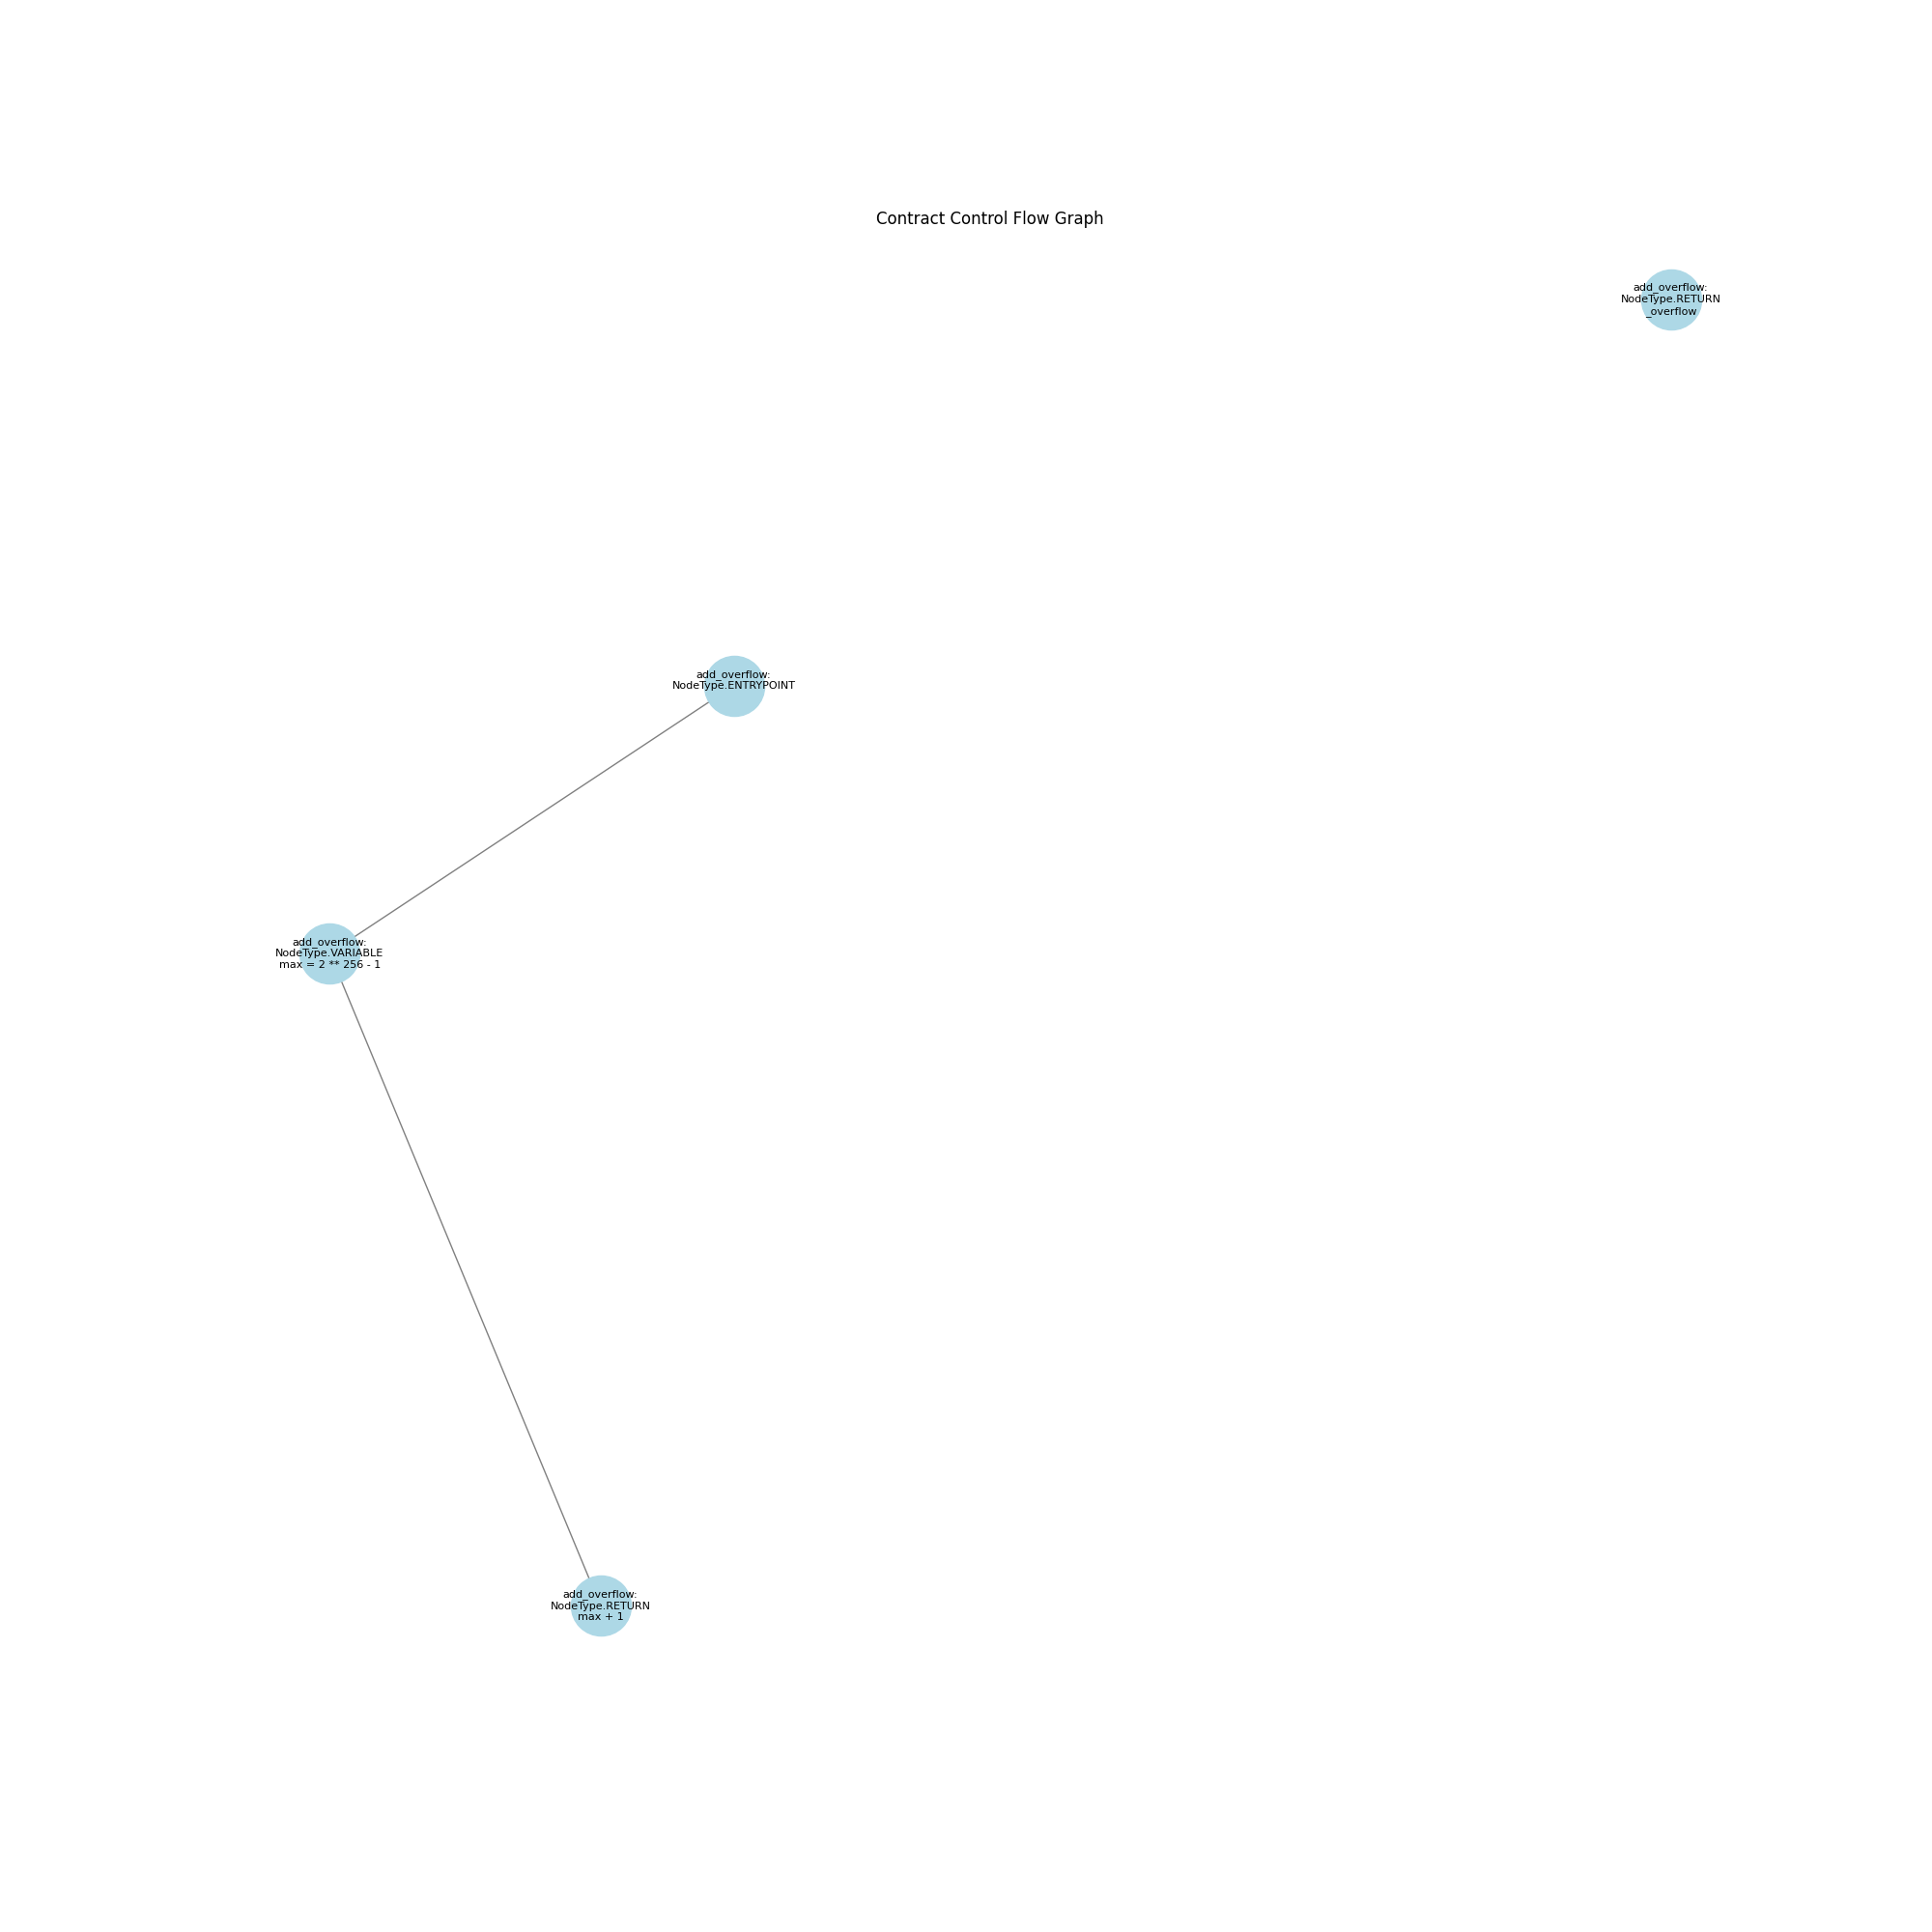 Contract Control Flow Graph
add_overflow:
NodeType.RETURN
_overflow
add_overflow:
NodeType.ENTRYPOINT
add_overflow:
NodeType.VARIABLE
max = 2 ** 256 - 1
add_overflow:
NodeType.RETURN
max + 1